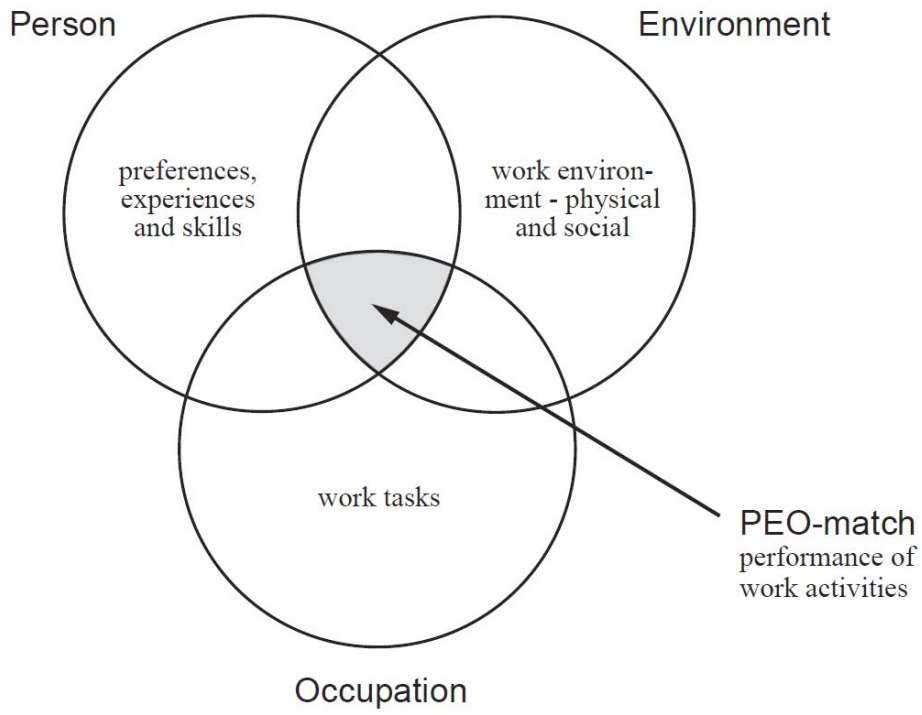 Person
Environment
preferences,
experiences
and skills
work environ-
ment - physical
and social
work tasks
PEO-match
performance of
work activities
Occupation